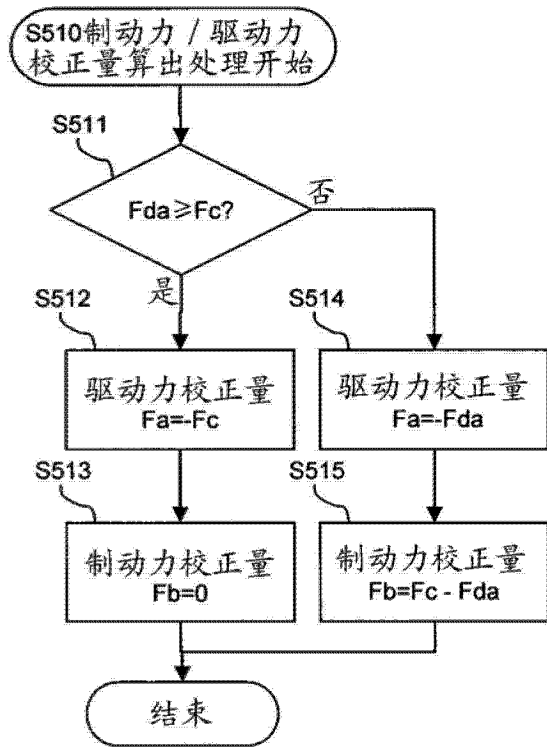 S510制动力 / 驱动力
校正量算出处理开始
S511
Fda≥Fc?
否
是
S512
驱动力校正量
Fa=-Fc
S514
驱动力校正量
Fa=-Fda
S513
制动力校正量
Fb=0
S515
制动力校正量
Fb=Fc - Fda
结束